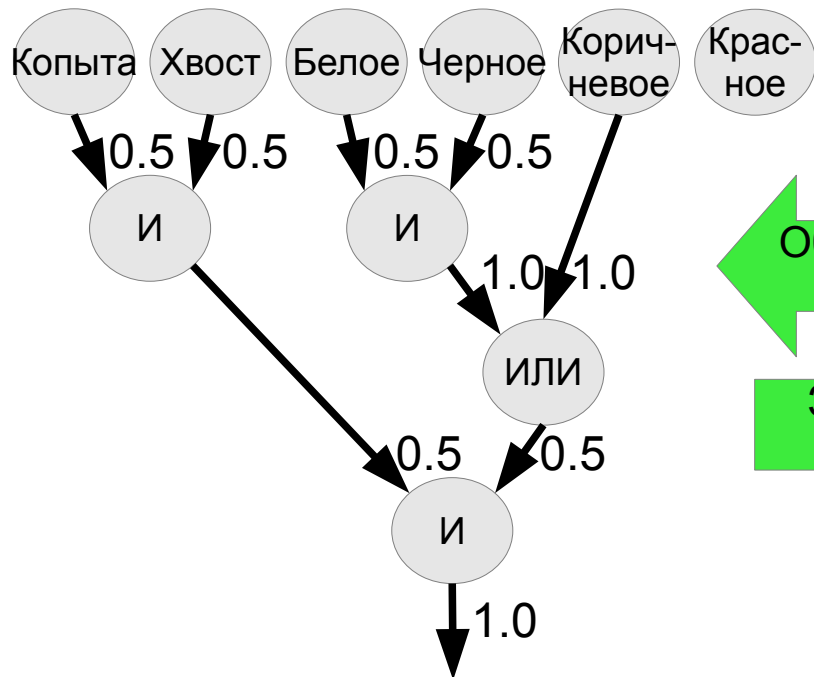 Копыта
Хвост
Белое
Черное
Корич-
невое
Крас-
ное
0.5
0.5
0.5
0.5
И
И
1.0
1.0
ИЛИ
0.5
0.5
И
1.0